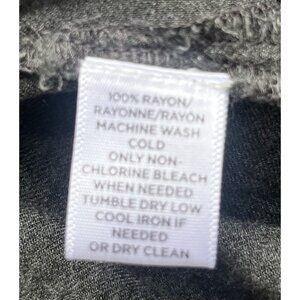 100% RAYON/
RAYONNE/RAYÓN
MACHINE WASH
COLD
ONLY NON-
CHLORINE BLEACH
WHEN NEEDED
TUMBLE DRY LOW
COOL IRON IF
NEEDED
OR DRY CLEAN